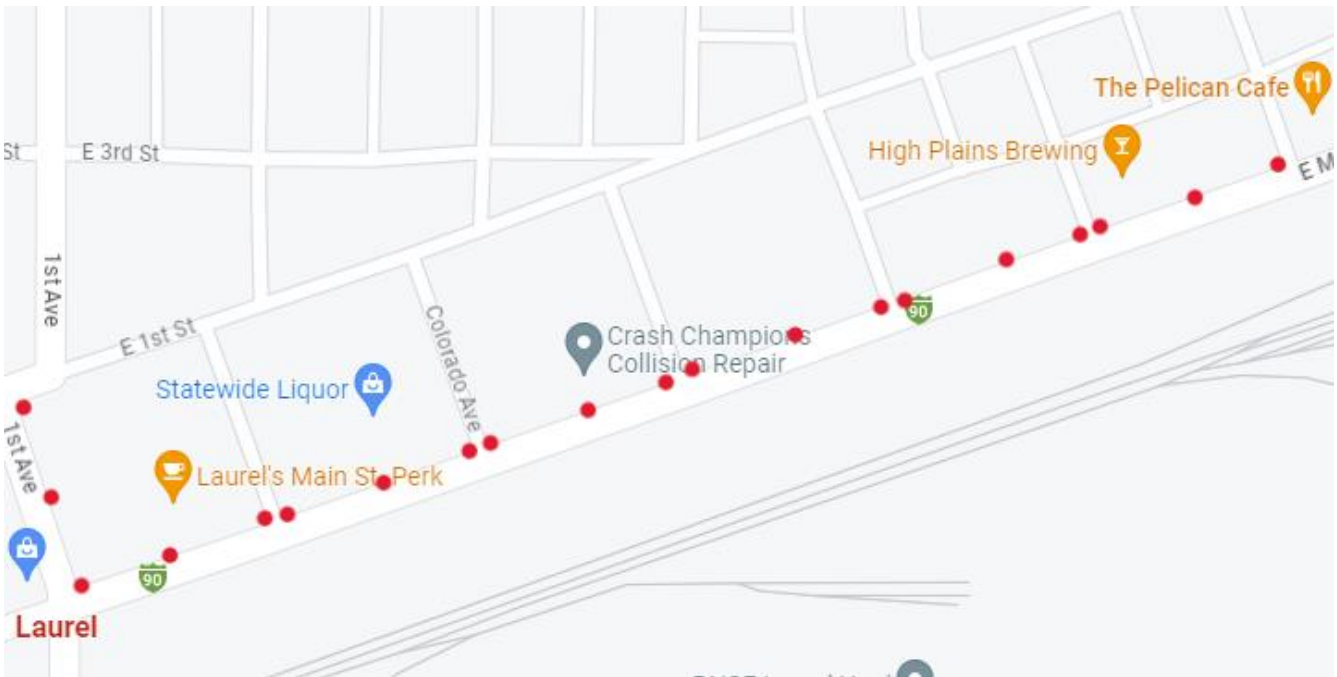 The Pelican Cafe
High Plains Brewing
St
E 3rd St
E M
1st Ave
90
E 1st St
Colorado Ave
Crash Champions
Collision Repair
Statewide Liquor
1st Ave
Laurel's Main St. Perk
90
Laurel